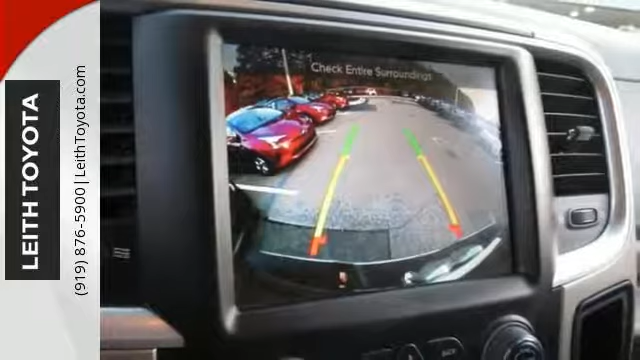 LEITH TOYOTA
(919) 876-5900 | LeithToyota.com
Check Entire Surroundings